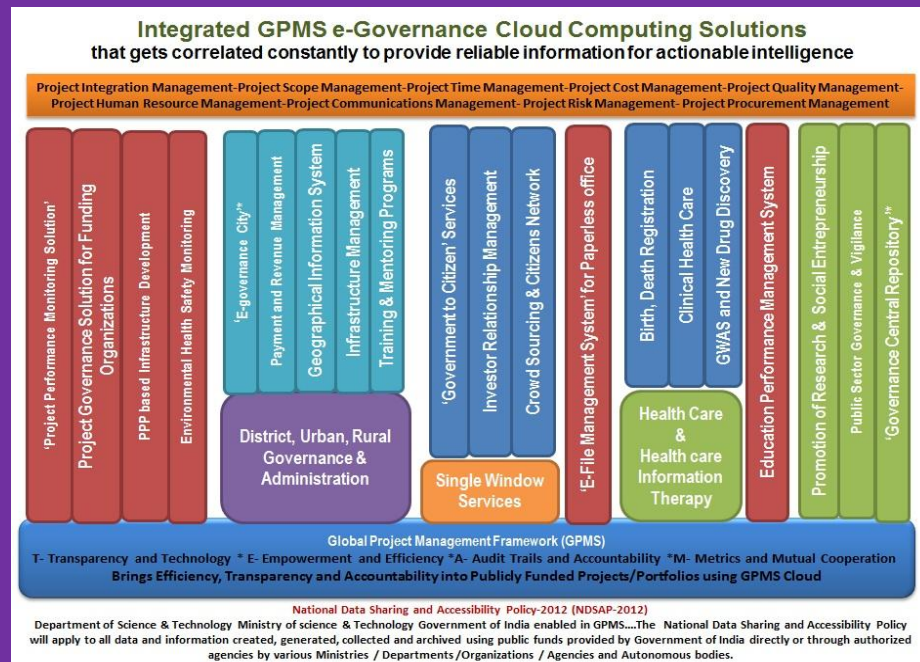 Integrated GPMS e-Governance Cloud Computing Solutions
that gets correlated constantly to provide reliable information for actionable intelligence
Project Integration Management-Project Scope Management-Project Time Management-Project Cost Management-Project Quality Management-
Project Human Resource Management-Project Communications Management- Project Risk Management- Project Procurement Management
'Project Performance Monitoring Solution'
Project Governance Solution for Funding
Organizations
PPP based Infrastructure Development
Environmental Health Safety Monitoring
'E-governance City'*
Payment and Revenue Management
Geographical Information System
Infrastructure Management
Training & Mentoring Programs
District, Urban, Rural
Governance &
Administration
'Government to Citizen' Services
Investor Relationship Management
Crowd Sourcing & Citizens Network
Single Window
Services
'E-File Management System' for Paperless office
Birth, Death Registration
Clinical Health Care
GWAS and New Drug Discovery
Health Care
&
Health care
Information
Therapy
Education Performance Management System
Promotion of Research & Social Entrepreneurship
Public Sector Governance & Vigilance
'Governance Central Repository'*
Global Project Management Framework (GPMS)
T- Transparency and Technology * E- Empowerment and Efficiency *A- Audit Trails and Accountability *M- Metrics and Mutual Cooperation
Brings Efficiency, Transparency and Accountability into Publicly Funded Projects/Portfolios using GPMS Cloud
National Data Sharing and Accessibility Policy-2012 (NDSAP-2012)
Department of Science & Technology Ministry of science & Technology Government of India enabled in GPMS....The National Data Sharing and Accessibility Policy
will apply to all data and information created, generated, collected and archived using public funds provided by Government of India directly or through authorized
agencies by various Ministries / Departments /Organizations / Agencies and Autonomous bodies.